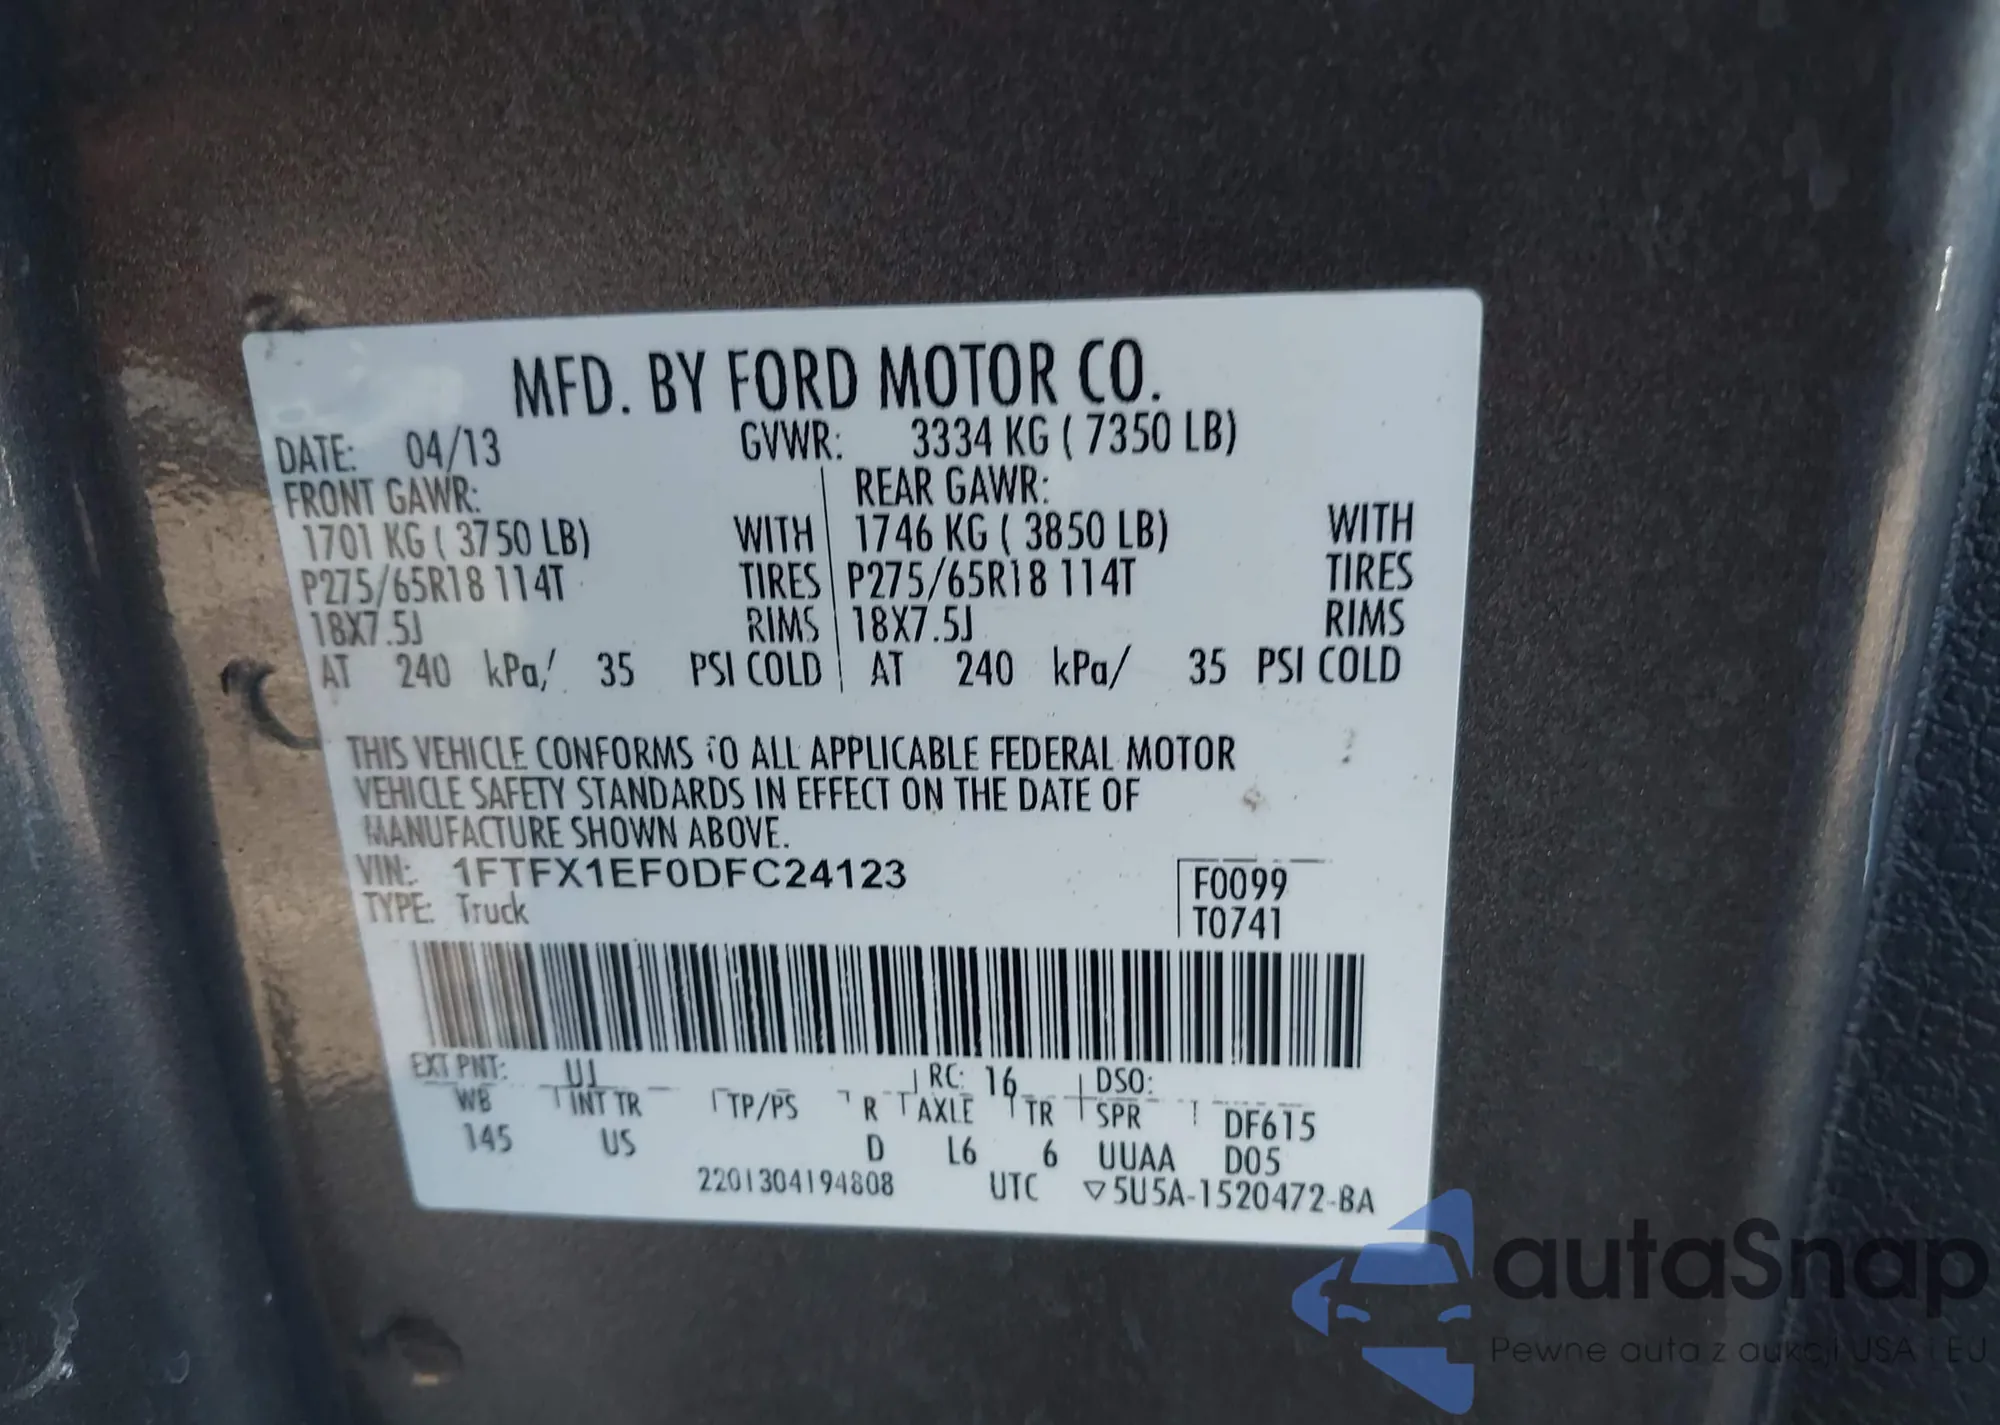 MFD. BY FORD MOTOR CO.
DATE: 04/13 GVWR: 3334 KG ( 7350 LB)
FRONT GAWR: REAR GAWR:
1701 KG ( 3750 LB) WITH 1746 KG ( 3850 LB) WITH
P275/65R18 114T TIRES P275/65R18 114T TIRES
18X7.5J RIMS 18X7.5J RIMS
AT 240 kPa/ 35 PSI COLD AT 240 kPa/ 35 PSI COLD
THIS VEHICLE CONFORMS TO ALL APPLICABLE FEDERAL MOTOR
VEHICLE SAFETY STANDARDS IN EFFECT ON THE DATE OF
MANUFACTURE SHOWN ABOVE.
VIN: 1FTFX1EF0DFC24123 F0099
TYPE: Truck T0741
EXT PNT: UJ RC: 16 DSO:
WB INT TR TP/PS R AXLE TR SPR DF615
145 US D L6 6 UUAA D05
2201304194808 UTC ▽5U5A-1520472-BA
autaSnap
Pewne auta z aukcji USA i EU